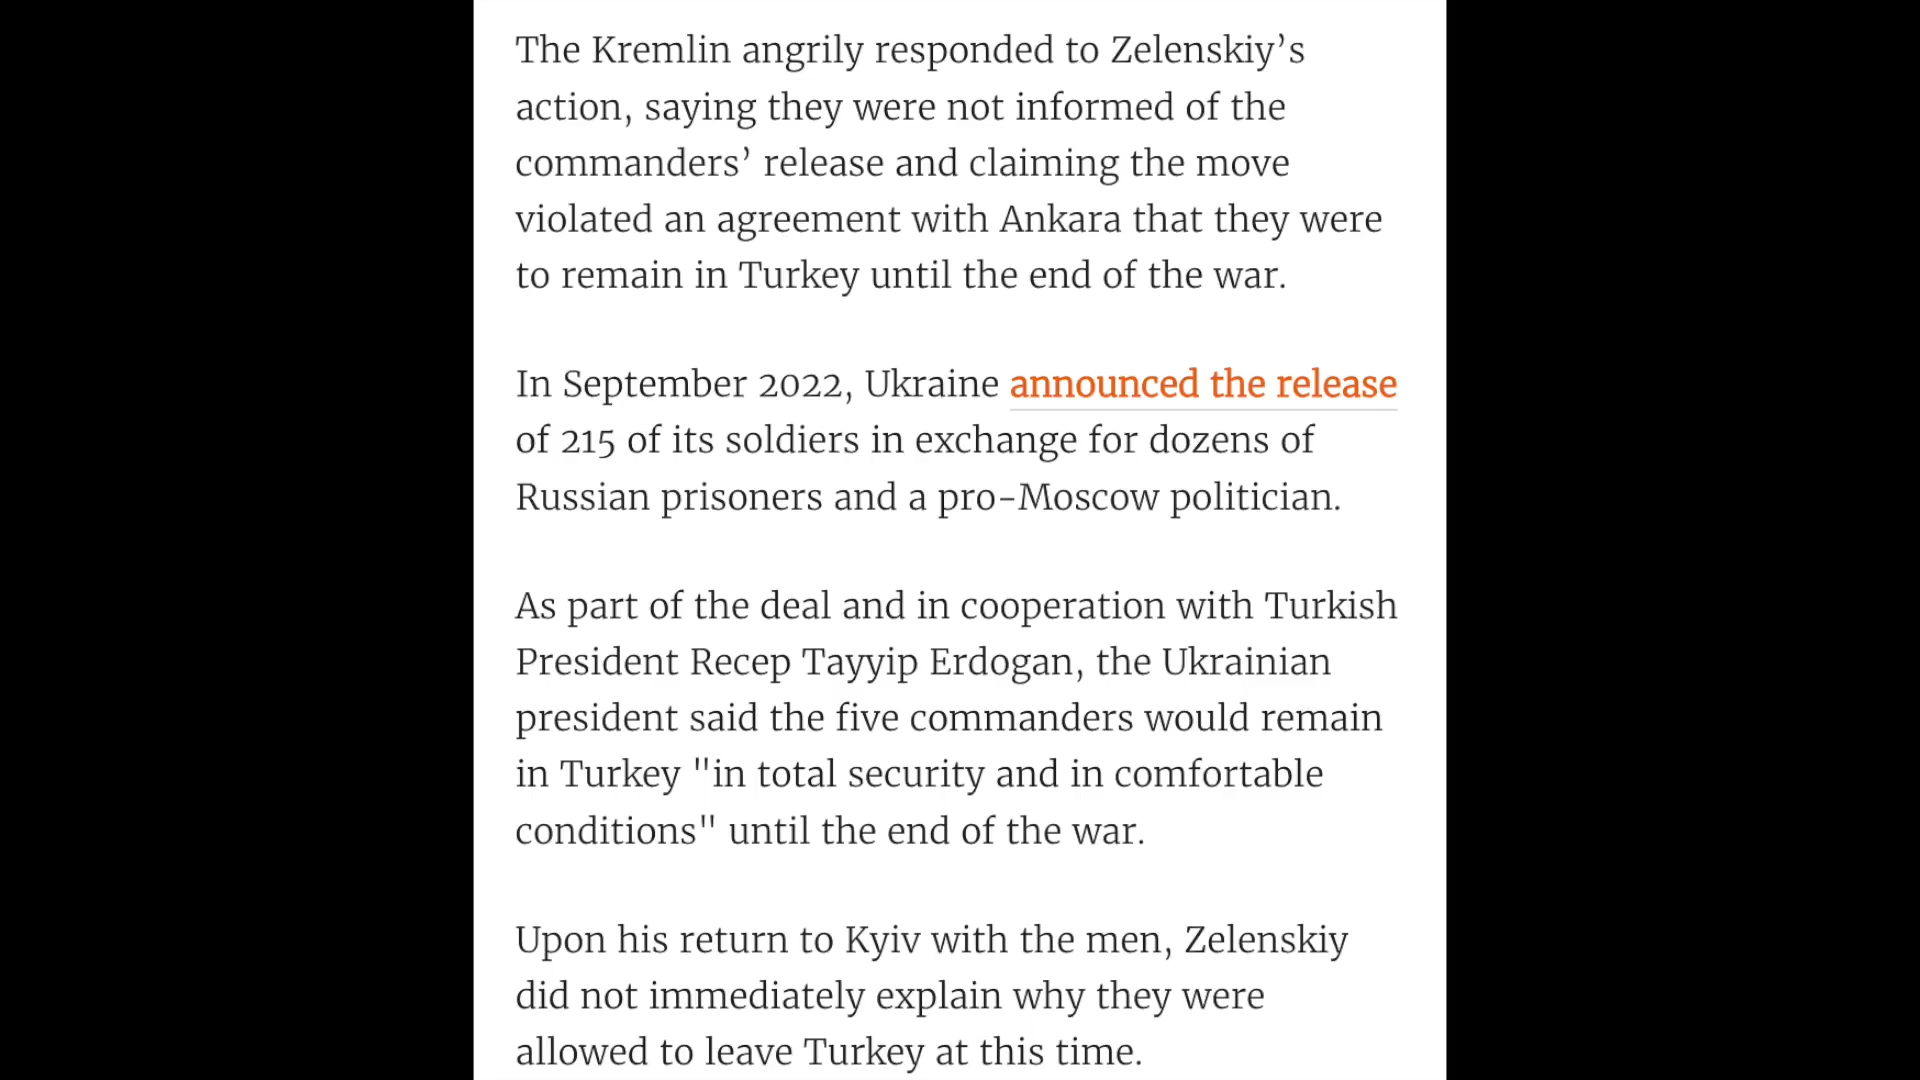 The Kremlin angrily responded to Zelenskiy’s
action, saying they were not informed of the
commanders’ release and claiming the move
violated an agreement with Ankara that they were
to remain in Turkey until the end of the war.
In September 2022, Ukraine announced the release
of 215 of its soldiers in exchange for dozens of
Russian prisoners and a pro-Moscow politician.
As part of the deal and in cooperation with Turkish
President Recep Tayyip Erdogan, the Ukrainian
president said the five commanders would remain
in Turkey "in total security and in comfortable
conditions" until the end of the war.
Upon his return to Kyiv with the men, Zelenskiy
did not immediately explain why they were
allowed to leave Turkey at this time.